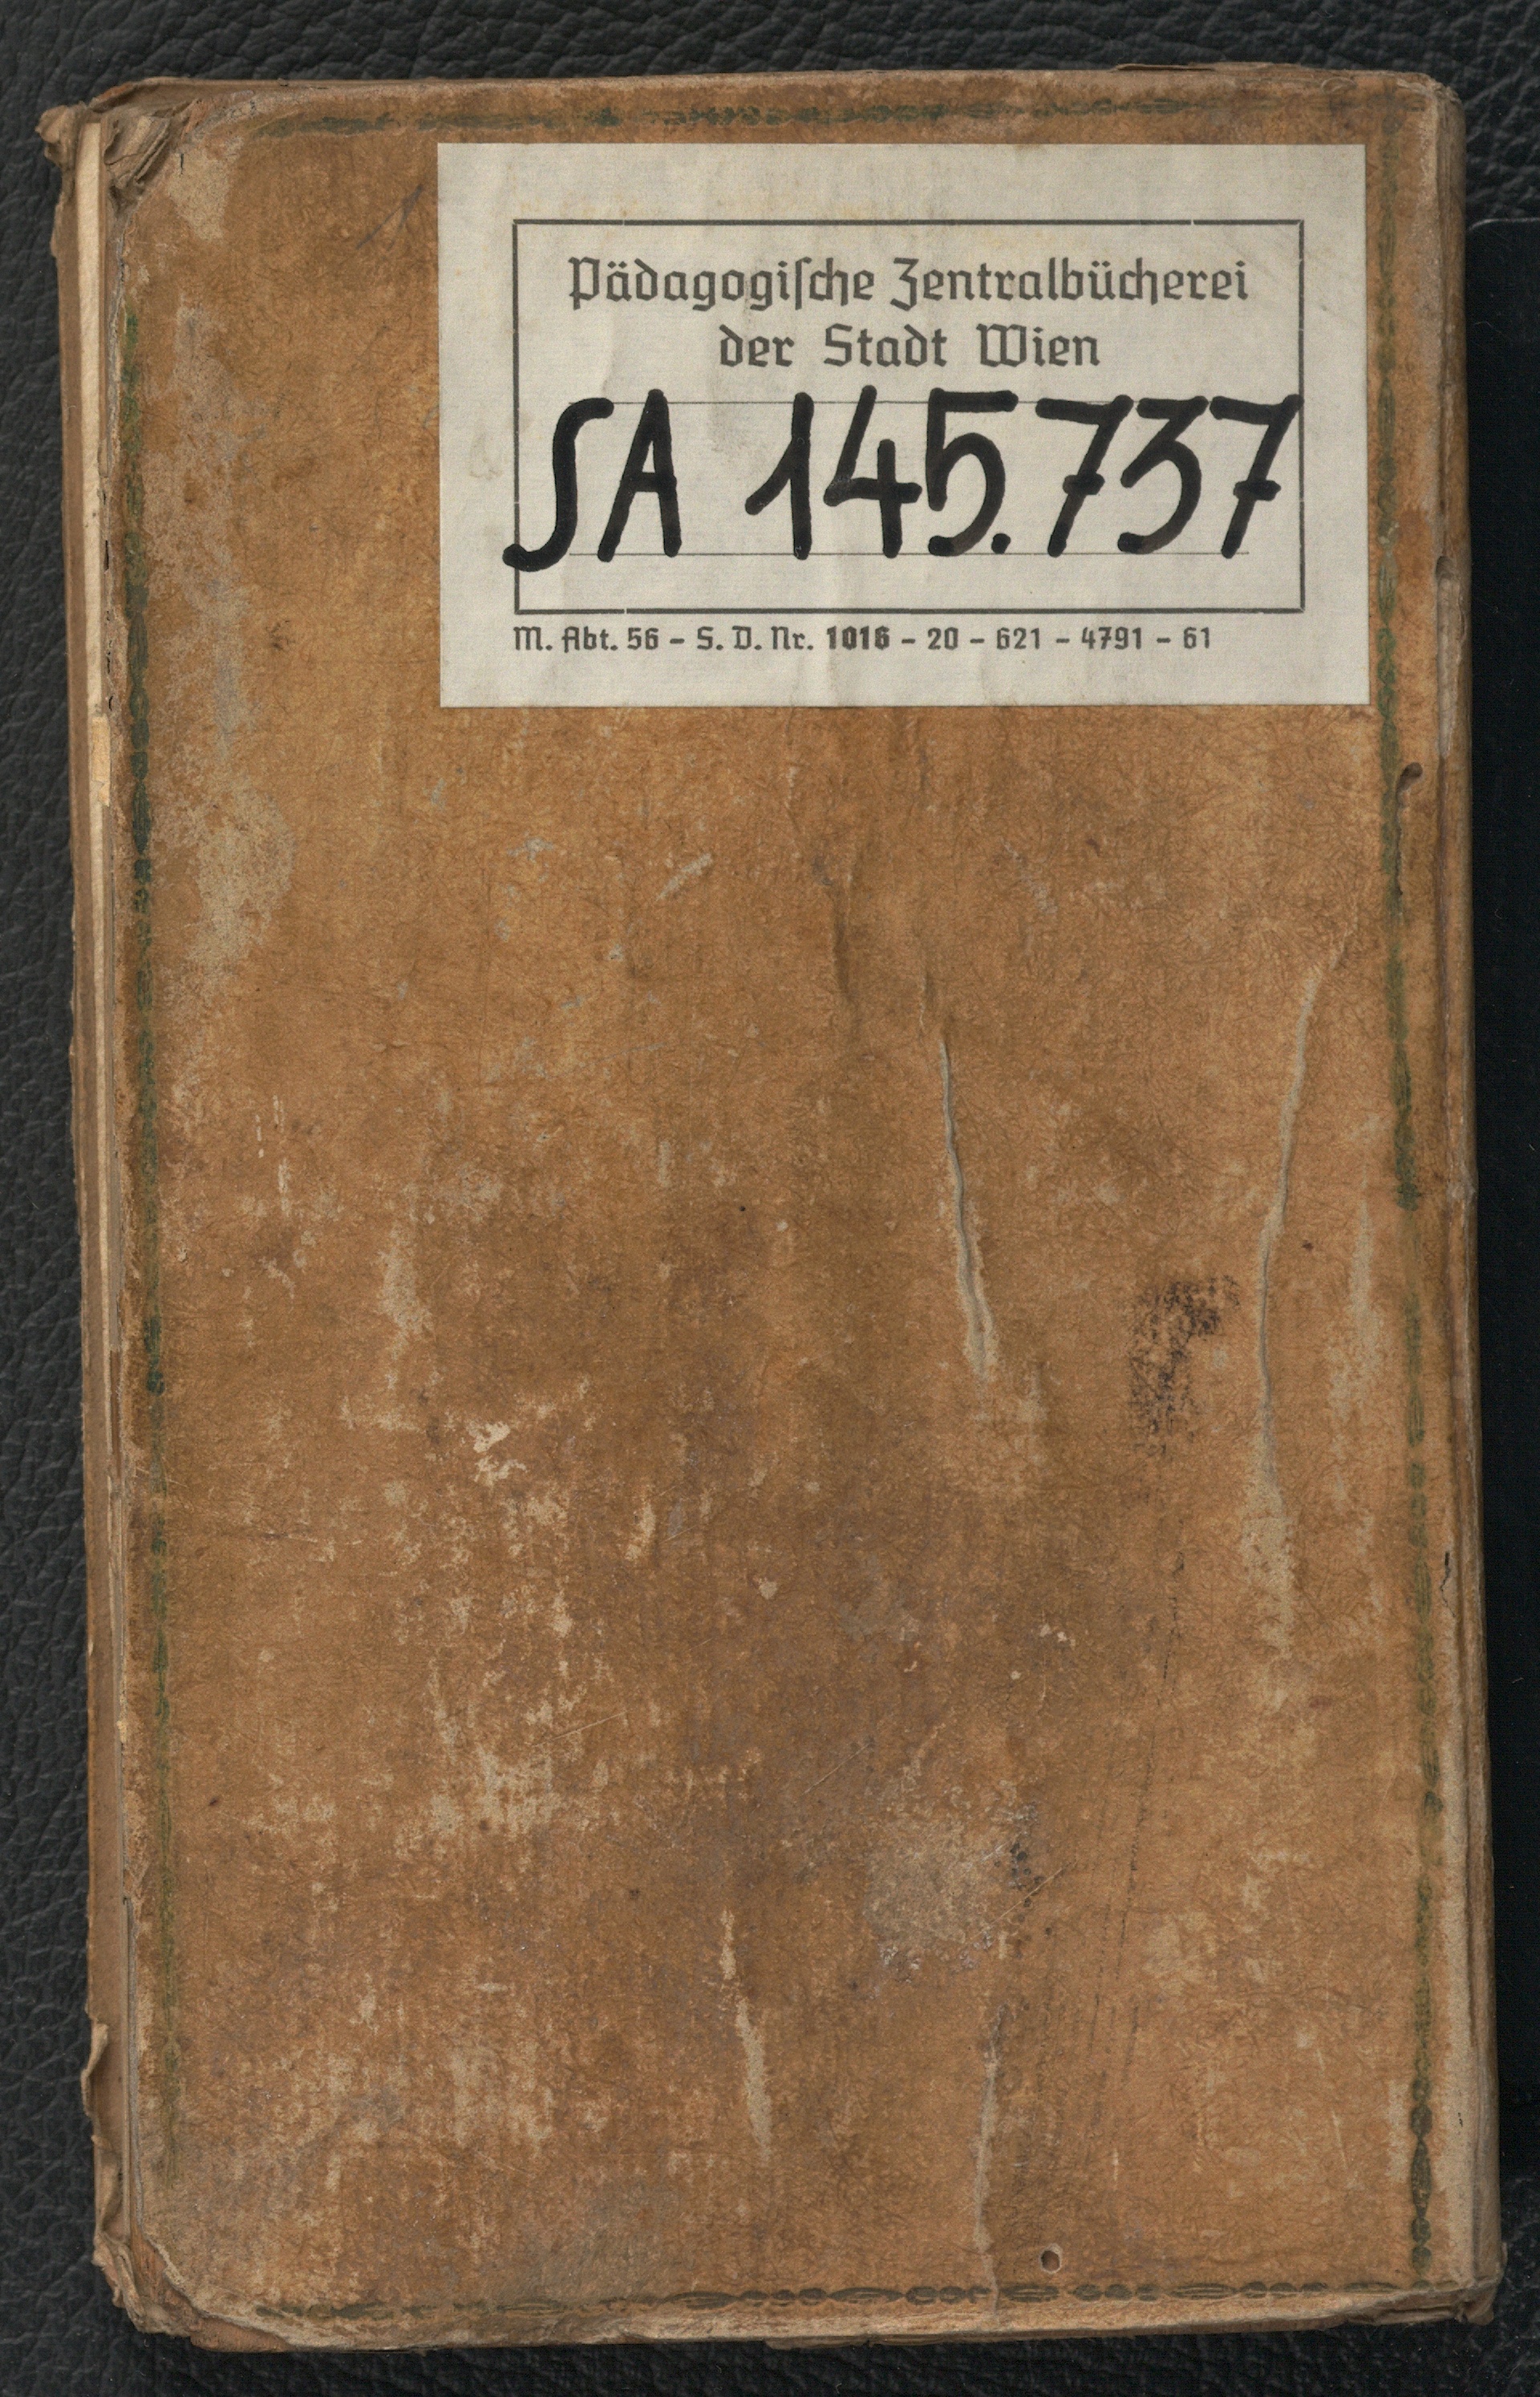 Pädagogiſche Zentralbücherei
der Stadt Wien
SA 145.737
M. Abt. 56 – S. D. Nr. 1016 – 20 – 621 – 4791 – 61